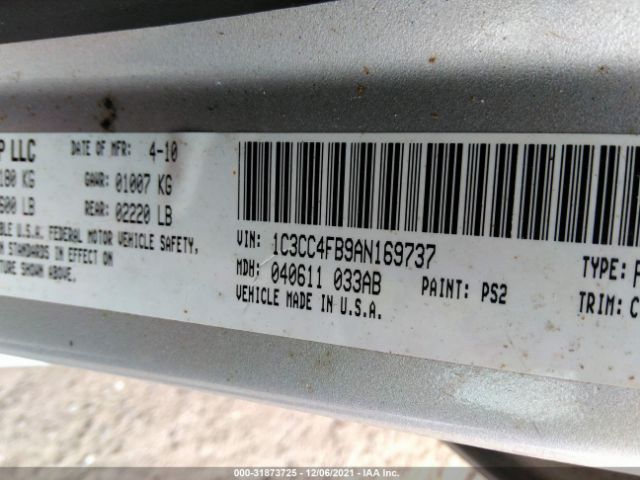 P LLC DATE OF MFR: 4-10
180 KG GAWR: 01007 KG
600 LB REAR: 02220 LB
BLE U.S.A. FEDERAL MOTOR VEHICLE SAFETY,
N STANDARDS IN EFFECT ON
TURE SHOWN ABOVE.
VIN: 1C3CC4FB9AN169737
MDH: 040611 033AB PAINT: PS2
VEHICLE MADE IN U.S.A.
TYPE:
TRIM: C
000-31873725 - 12/06/2021 - IAA Inc.